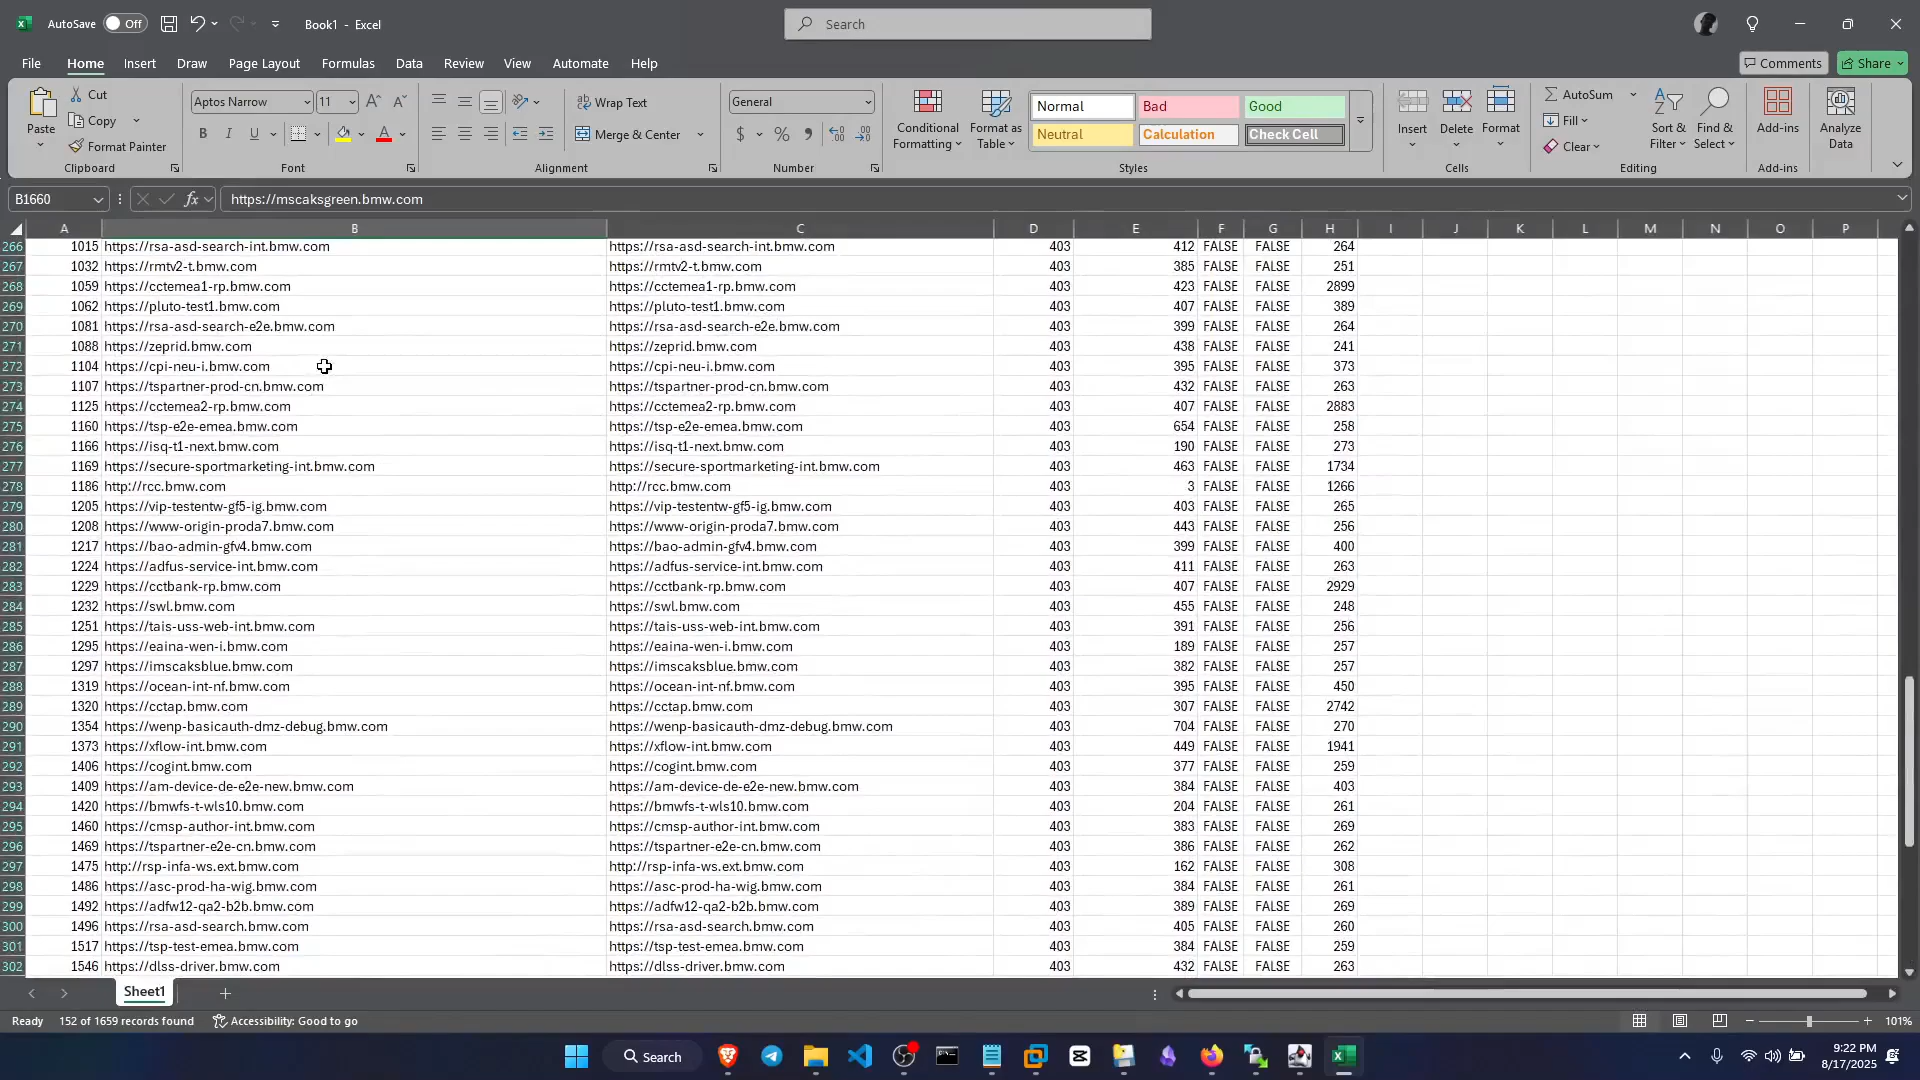 AutoSave Off Book1 - Excel Search
File Home Insert Draw Page Layout Formulas Data Review View Automate Help Comments Share
Paste Cut Copy Format Painter Clipboard
Aptos Narrow 11 B I U A Font
Wrap Text Merge & Center Alignment
General $ % Number
Conditional Formatting Format as Table
Normal Bad Good
Neutral Calculation Check Cell
Styles
Insert Delete Format Cells
AutoSum Fill Clear Sort & Filter Find & Select Editing
Add-ins Add-ins
Analyze Data
B1660 fx https://mscaksgreen.bmw.com
A B C D E F G H I J K L M N O P
266 1015 https://rsa-asd-search-int.bmw.com https://rsa-asd-search-int.bmw.com 403 412 FALSE FALSE 264
267 1032 https://rmtv2-t.bmw.com https://rmtv2-t.bmw.com 403 385 FALSE FALSE 251
268 1059 https://cctemea1-rp.bmw.com https://cctemea1-rp.bmw.com 403 423 FALSE FALSE 2899
269 1062 https://pluto-test1.bmw.com https://pluto-test1.bmw.com 403 407 FALSE FALSE 389
270 1081 https://rsa-asd-search-e2e.bmw.com https://rsa-asd-search-e2e.bmw.com 403 399 FALSE FALSE 264
271 1088 https://zeprid.bmw.com https://zeprid.bmw.com 403 438 FALSE FALSE 241
272 1104 https://cpi-neu-i.bmw.com https://cpi-neu-i.bmw.com 403 395 FALSE FALSE 373
273 1107 https://tspartner-prod-cn.bmw.com https://tspartner-prod-cn.bmw.com 403 432 FALSE FALSE 263
274 1125 https://cctemea2-rp.bmw.com https://cctemea2-rp.bmw.com 403 407 FALSE FALSE 2883
275 1160 https://tsp-e2e-emea.bmw.com https://tsp-e2e-emea.bmw.com 403 654 FALSE FALSE 258
276 1166 https://isq-t1-next.bmw.com https://isq-t1-next.bmw.com 403 190 FALSE FALSE 273
277 1169 https://secure-sportmarketing-int.bmw.com https://secure-sportmarketing-int.bmw.com 403 463 FALSE FALSE 1734
278 1186 http://rcc.bmw.com http://rcc.bmw.com 403 3 FALSE FALSE 1266
279 1205 https://vip-testentw-gf5-ig.bmw.com https://vip-testentw-gf5-ig.bmw.com 403 403 FALSE FALSE 265
280 1208 https://www-origin-proda7.bmw.com https://www-origin-proda7.bmw.com 403 443 FALSE FALSE 256
281 1217 https://bao-admin-gfv4.bmw.com https://bao-admin-gfv4.bmw.com 403 399 FALSE FALSE 400
282 1224 https://adfus-service-int.bmw.com https://adfus-service-int.bmw.com 403 411 FALSE FALSE 263
283 1229 https://cctbank-rp.bmw.com https://cctbank-rp.bmw.com 403 407 FALSE FALSE 2929
284 1232 https://swl.bmw.com https://swl.bmw.com 403 455 FALSE FALSE 248
285 1251 https://tais-uss-web-int.bmw.com https://tais-uss-web-int.bmw.com 403 391 FALSE FALSE 256
286 1295 https://eaina-wen-i.bmw.com https://eaina-wen-i.bmw.com 403 189 FALSE FALSE 257
287 1297 https://imscaksblue.bmw.com https://imscaksblue.bmw.com 403 382 FALSE FALSE 257
288 1319 https://ocean-int-nf.bmw.com https://ocean-int-nf.bmw.com 403 395 FALSE FALSE 450
289 1320 https://cctap.bmw.com https://cctap.bmw.com 403 307 FALSE FALSE 2742
290 1354 https://wenp-basicauth-dmz-debug.bmw.com https://wenp-basicauth-dmz-debug.bmw.com 403 704 FALSE FALSE 270
291 1373 https://xflow-int.bmw.com https://xflow-int.bmw.com 403 449 FALSE FALSE 1941
292 1406 https://cogint.bmw.com https://cogint.bmw.com 403 377 FALSE FALSE 259
293 1409 https://am-device-de-e2e-new.bmw.com https://am-device-de-e2e-new.bmw.com 403 384 FALSE FALSE 403
294 1420 https://bmwfs-t-wls10.bmw.com https://bmwfs-t-wls10.bmw.com 403 204 FALSE FALSE 261
295 1460 https://cmsp-author-int.bmw.com https://cmsp-author-int.bmw.com 403 383 FALSE FALSE 269
296 1469 https://tspartner-e2e-cn.bmw.com https://tspartner-e2e-cn.bmw.com 403 386 FALSE FALSE 262
297 1475 http://rsp-infa-ws.ext.bmw.com http://rsp-infa-ws.ext.bmw.com 403 162 FALSE FALSE 308
298 1486 https://asc-prod-ha-wig.bmw.com https://asc-prod-ha-wig.bmw.com 403 384 FALSE FALSE 261
299 1492 https://adfw12-qa2-b2b.bmw.com https://adfw12-qa2-b2b.bmw.com 403 389 FALSE FALSE 269
300 1496 https://rsa-asd-search.bmw.com https://rsa-asd-search.bmw.com 403 405 FALSE FALSE 260
301 1517 https://tsp-test-emea.bmw.com https://tsp-test-emea.bmw.com 403 384 FALSE FALSE 259
302 1546 https://dlss-driver.bmw.com https://dlss-driver.bmw.com 403 432 FALSE FALSE 263
Sheet1
Ready 152 of 1659 records found Accessibility: Good to go 101%
Search 9:22 PM
8/17/2025